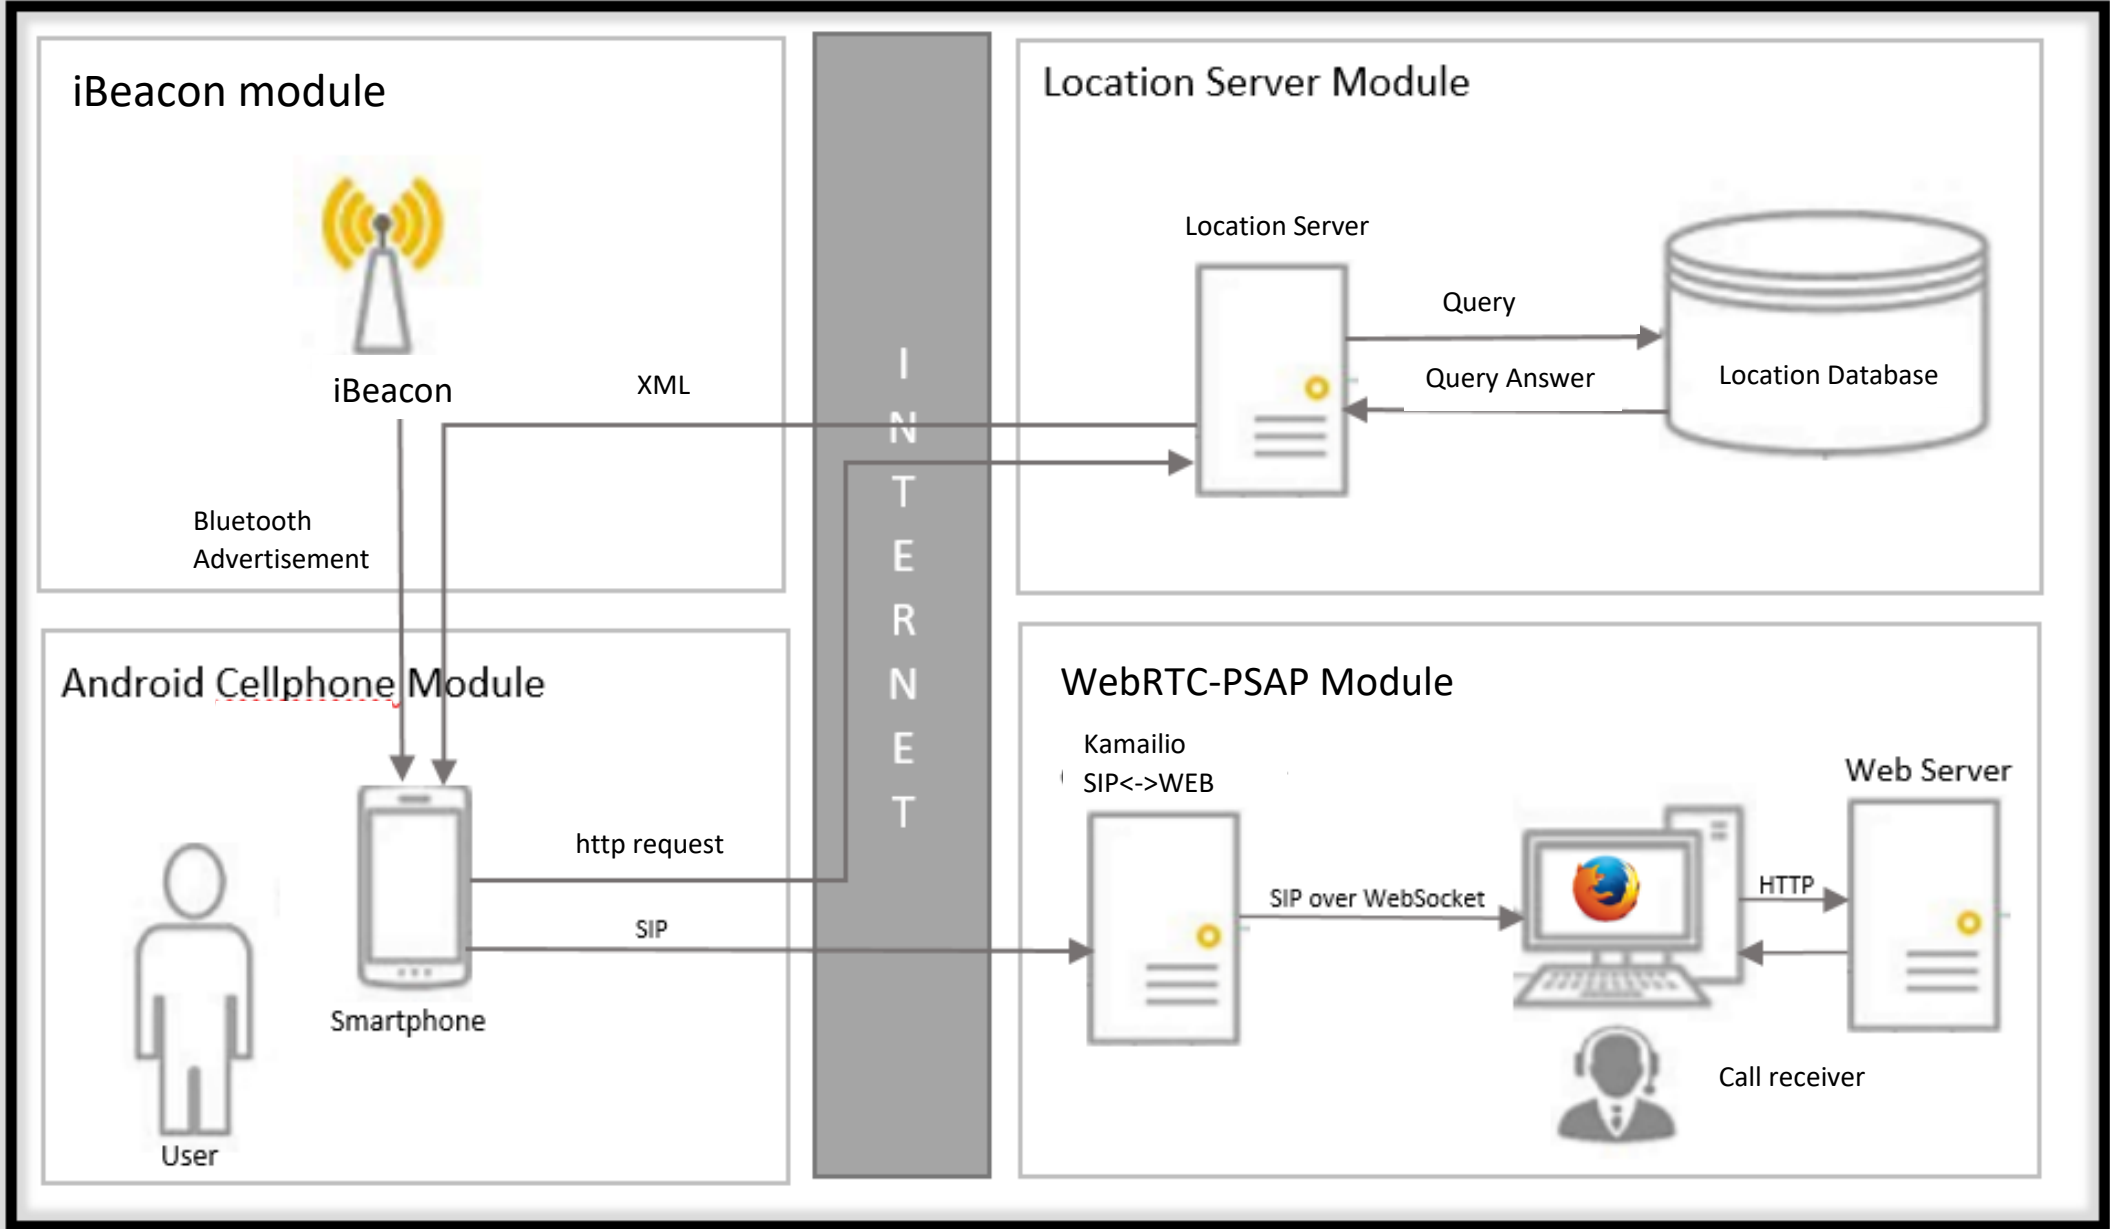 iBeacon module
iBeacon
XML
Bluetooth
Advertisement
Android Cellphone Module
http request
SIP
Smartphone
User
INTERNET
Location Server Module
Location Server
Query
Query Answer
Location Database
WebRTC-PSAP Module
Kamailio
SIP<->WEB
Web Server
SIP over WebSocket
HTTP
Call receiver